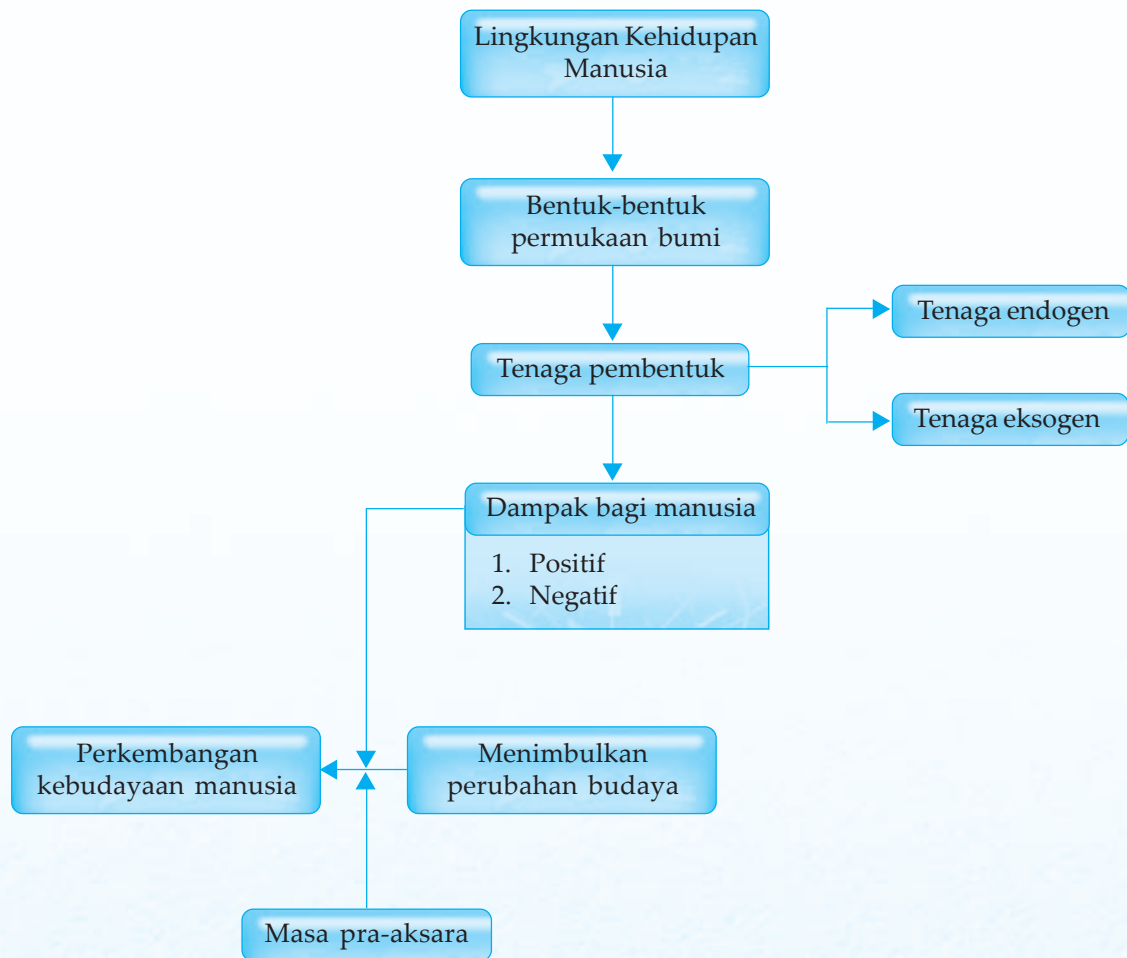 Lingkungan Kehidupan
Manusia
Bentuk-bentuk
permukaan bumi
Tenaga endogen
Tenaga pembentuk
Tenaga eksogen
Dampak bagi manusia
1. Positif
2. Negatif
Perkembangan
kebudayaan manusia
Menimbulkan
perubahan budaya
Masa pra-aksara